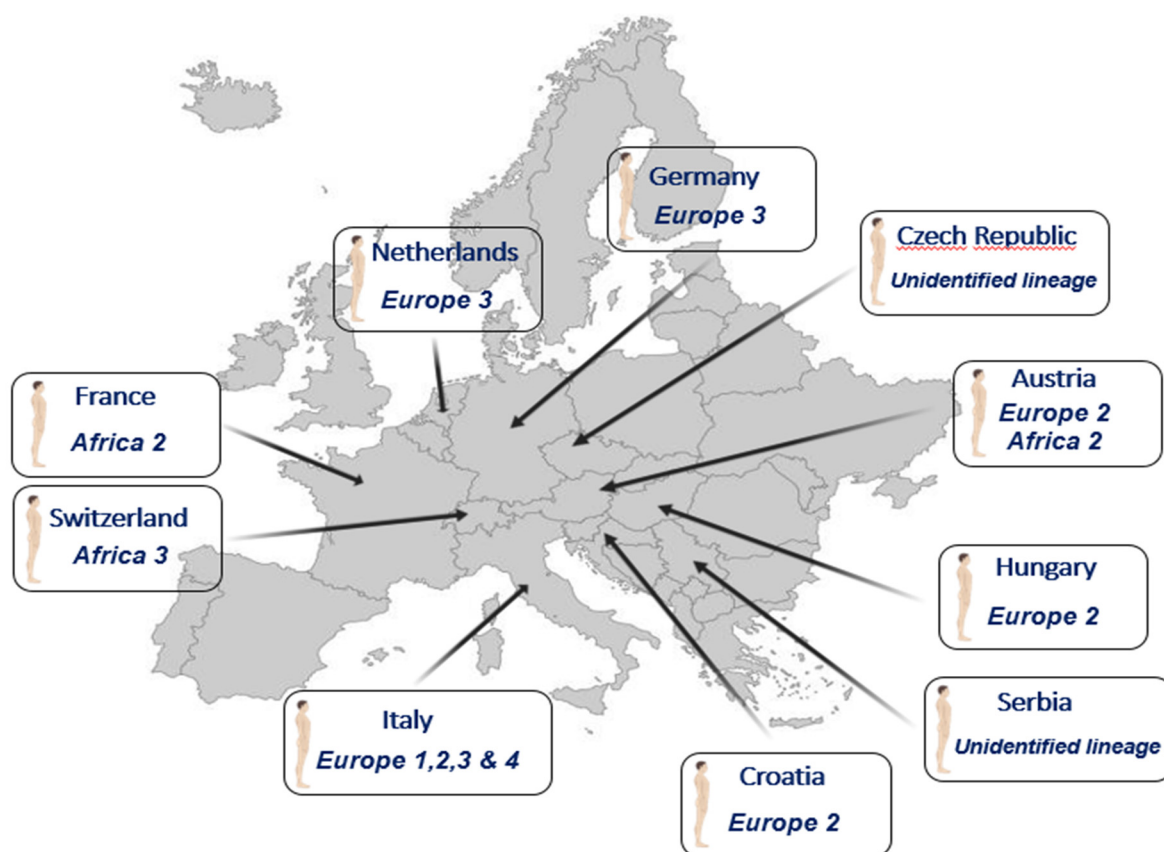 Germany
Europe 3
Czech Republic
Unidentified lineage
Netherlands
Europe 3
France
Africa 2
Austria
Europe 2
Africa 2
Switzerland
Africa 3
Hungary
Europe 2
Italy
Europe 1,2,3 & 4
Serbia
Unidentified lineage
Croatia
Europe 2